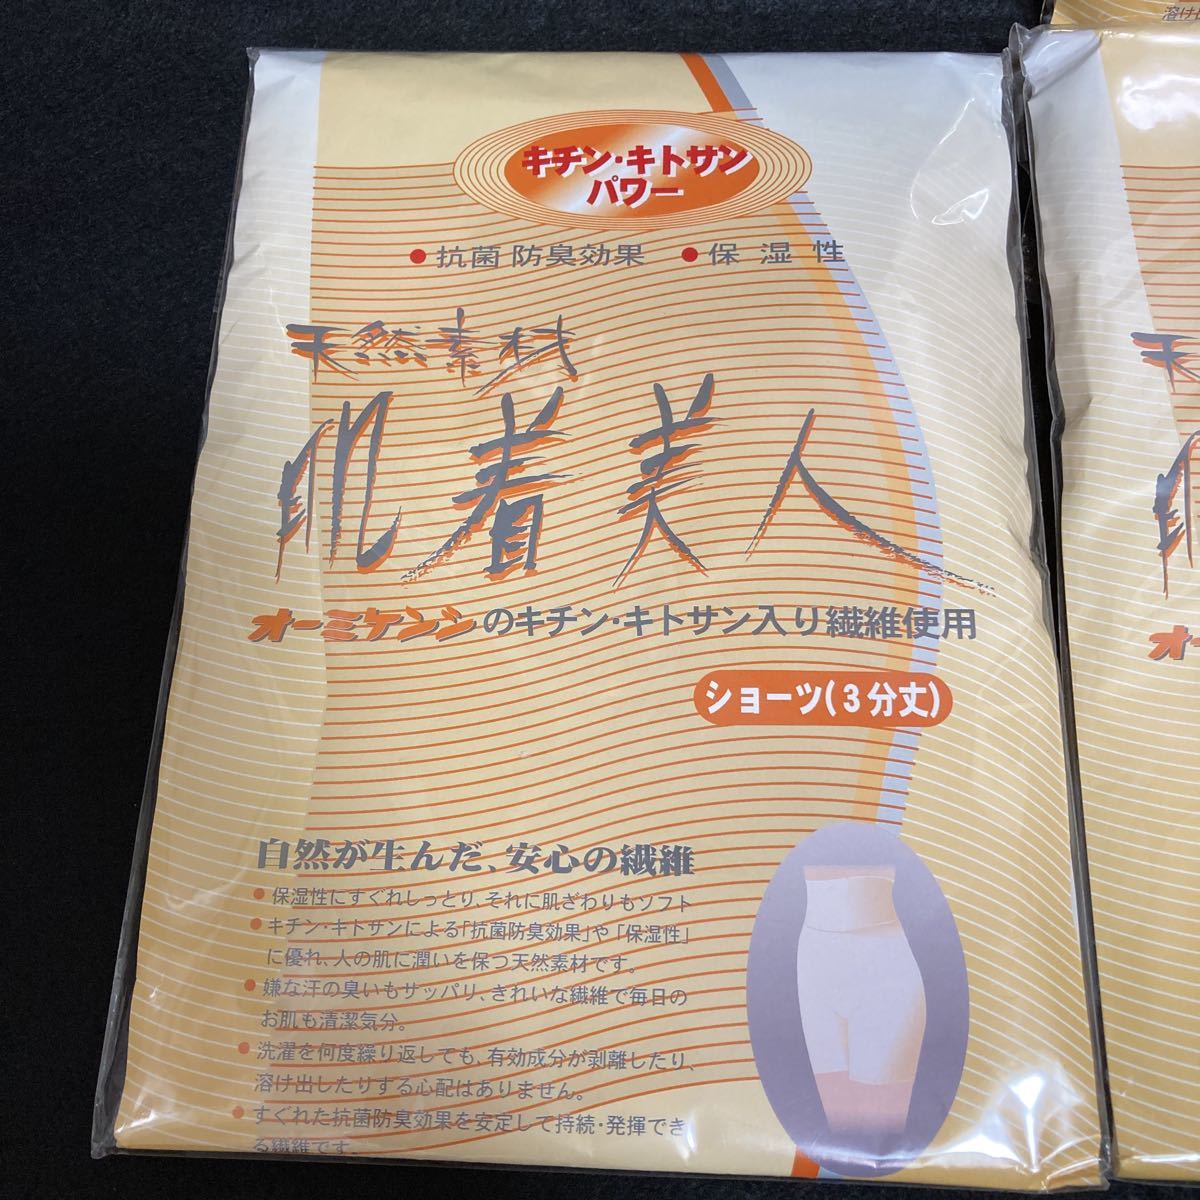 溶け
キチン・キトサン
パワー
●抗菌防臭効果 ●保湿性
天然素材
肌着美人
オーミケンシのキチン・キトサン入り繊維使用
ショーツ(3分丈)
自然が生んだ、安心の繊維
●保湿性にすぐれしっとり、それに肌ざわりもソフト
●キチン・キトサンによる「抗菌防臭効果」や「保湿性」
に優れ、人の肌に潤いを保つ天然素材です。
●嫌な汗の臭いもサッパリ、きれいな繊維で毎日の
お肌も清潔気分。
●洗濯を何度繰り返しても、有効成分が剥離したり、
溶け出したりする心配はありません。
●すぐれた抗菌防臭効果を安定して持続・発揮でき
る繊維です。
天
オー